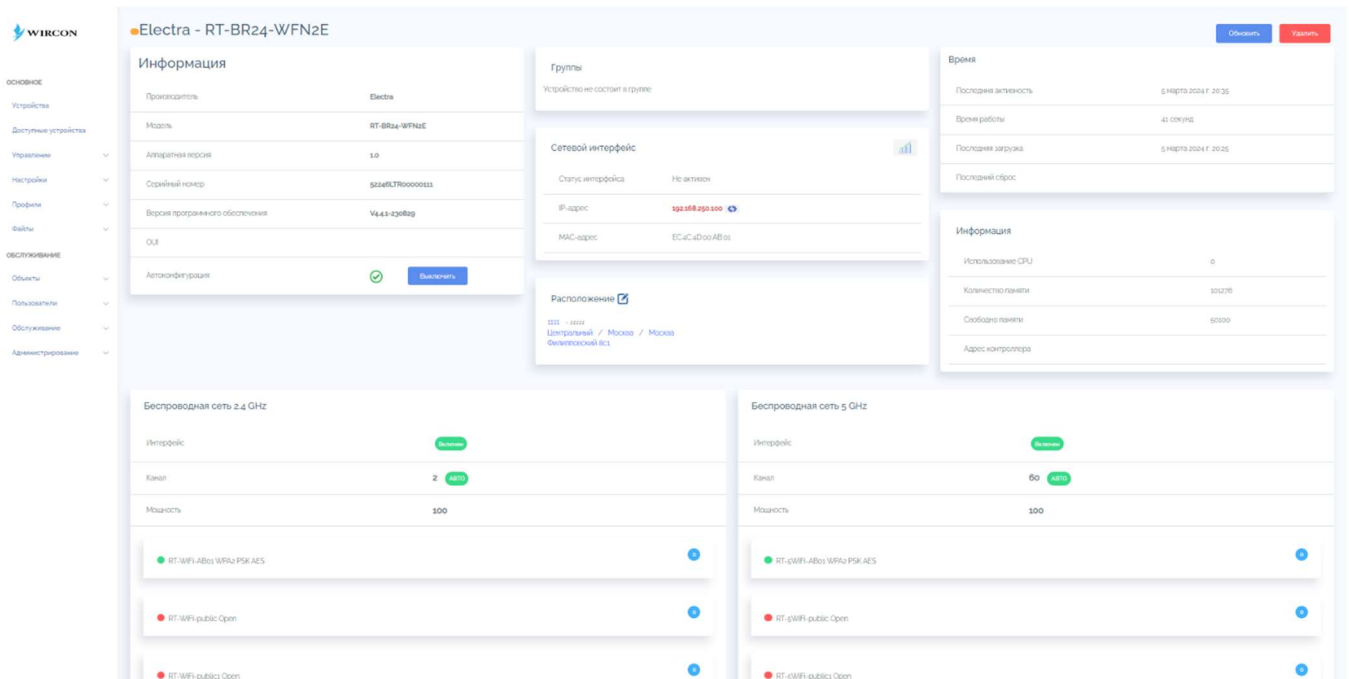 WIRCON
ОСНОВНОЕ
Устройства
Доступные устройства
Управление
Настройки
Профили
Файлы
ОБСЛУЖИВАНИЕ
Объекты
Пользователи
Обслуживание
Администрирование
Electra - RT-BR24-WFN2E
Обновить
Удалить
Информация
Производитель Electra
Модель RT-BR24-WFN2E
Аппаратная версия 1.0
Серийный номер 52246LTR00000111
Версия программного обеспечения V4.4.1-230829
OUI
Автоконфигурация Выключить
Группы
Устройство не состоит в группе
Сетевой интерфейс
Статус интерфейса Не активен
IP-адрес 192.168.250.100
MAC-адрес EC:4C:4D:00:AB:01
Расположение
1111 - 11111
Центральный / Москва / Москва
Филипповский 8с1
Время
Последняя активность 5 марта 2024 г. 20:35
Время работы 41 секунд
Последняя загрузка 5 марта 2024 г. 20:25
Последний сброс
Информация
Использование CPU 0
Количество памяти 101276
Свободно памяти 50100
Адрес контроллера
Беспроводная сеть 2.4 GHz
Интерфейс Включен
Канал 2 АВТО
Мощность 100
RT-WiFi-AB01 WPA2 PSK AES 0
RT-WiFi-public Open 0
RT-WiFi-public1 Open 0
Беспроводная сеть 5 GHz
Интерфейс Включен
Канал 60 АВТО
Мощность 100
RT-5WiFi-AB01 WPA2 PSK AES 0
RT-5WiFi-public Open 0
RT-5WiFi-public1 Open 0